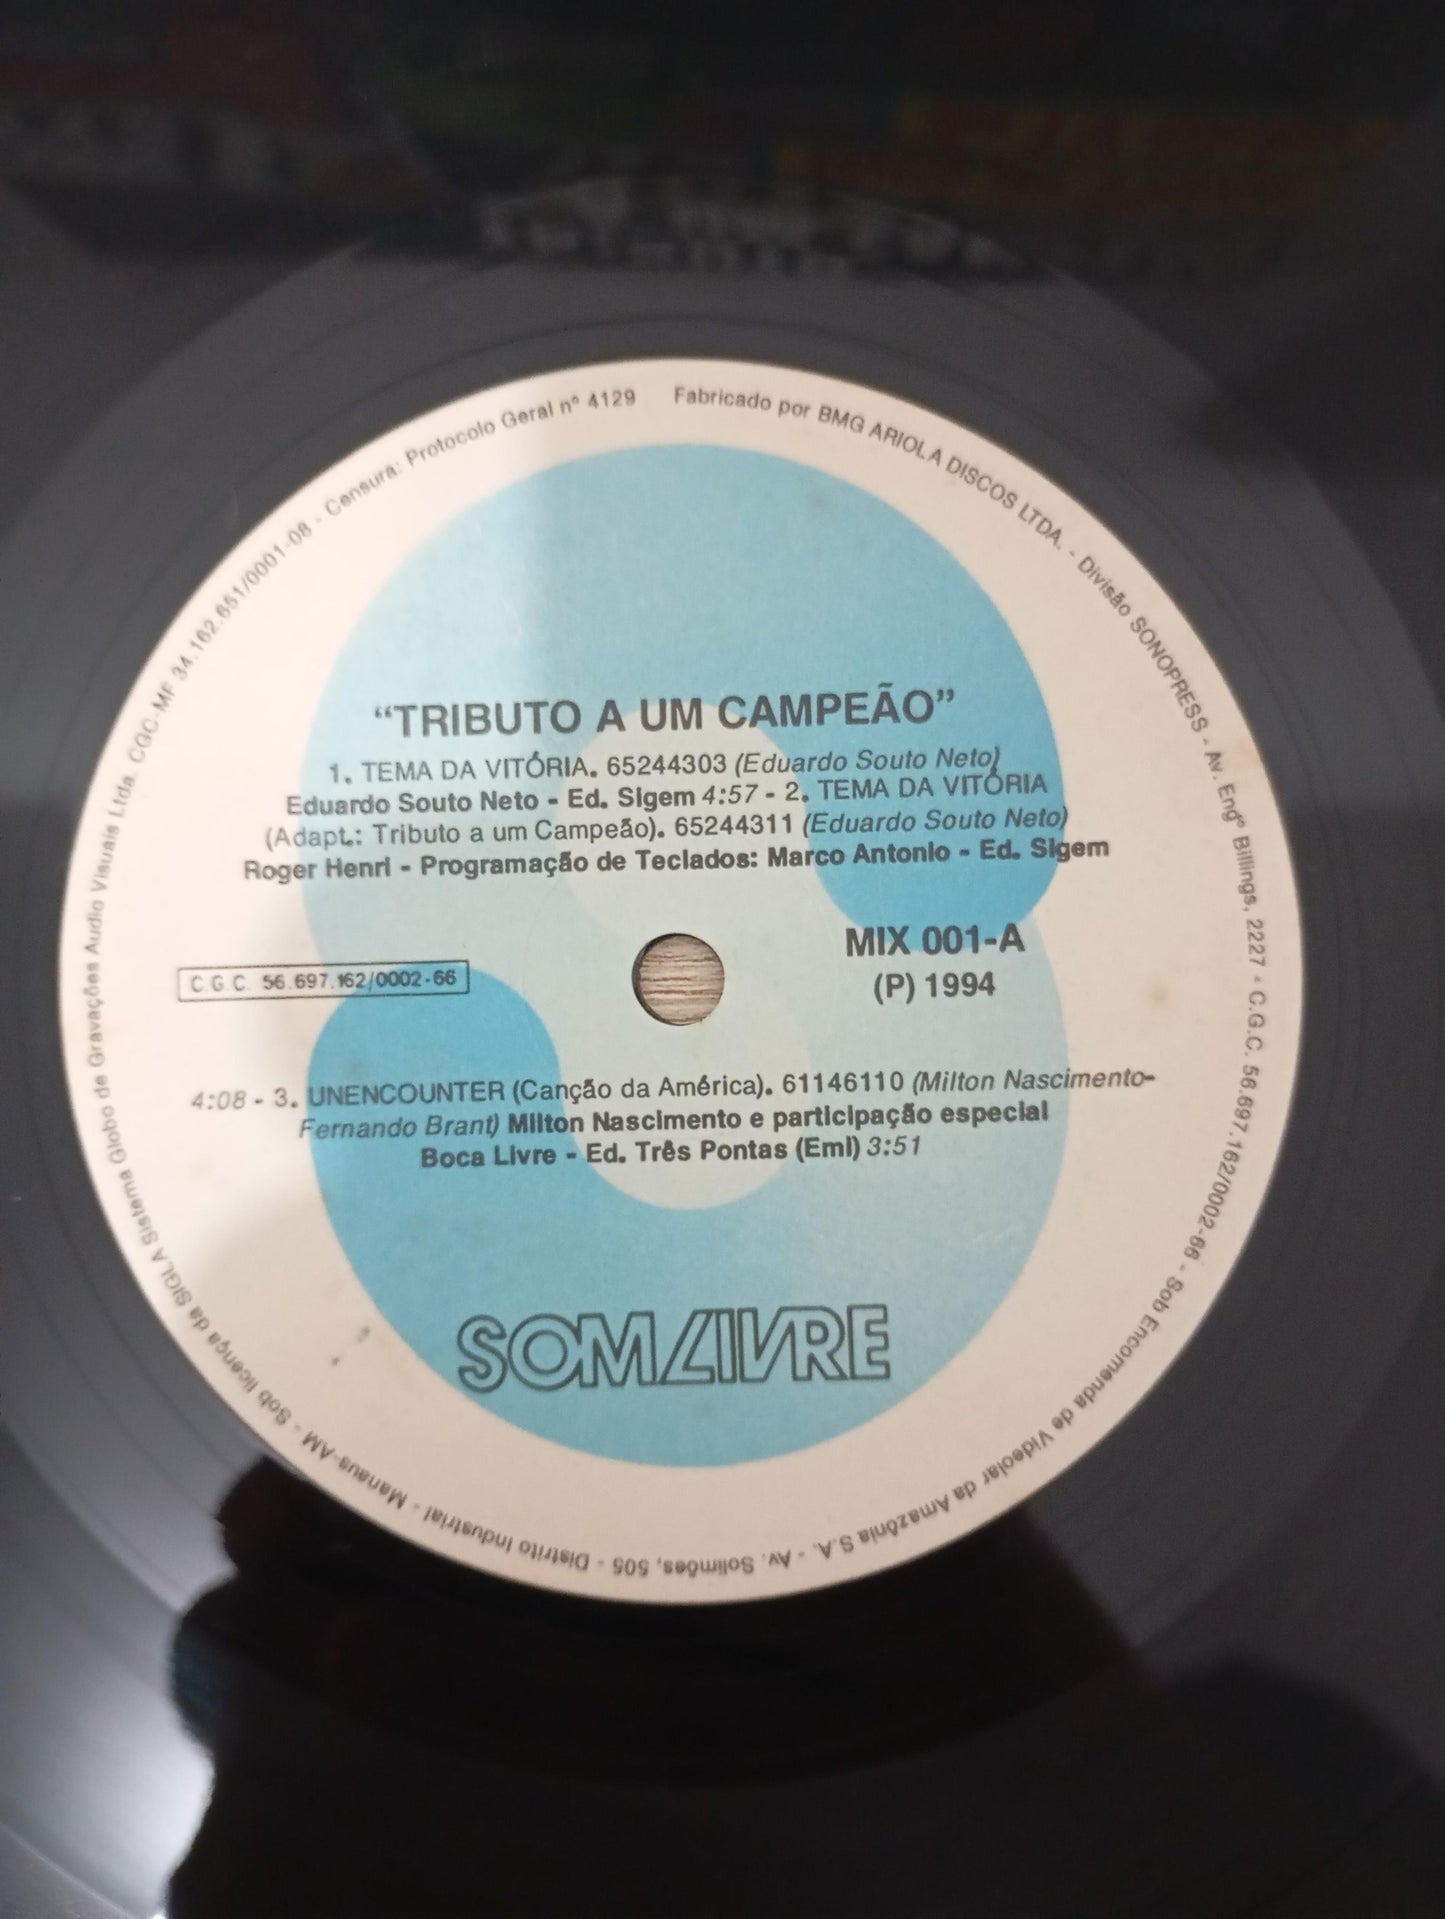 Fabricado por BMG ARIOLA DISCOS LTDA. - Divisão SONOPRESS - Av. Engº Billings, 2227 - C.G.C. 56.697.162/0002-66 - Sob Encomenda de Videolar da Amazônia S.A. - Av. Solimões, 505 - Distrito Industrial - Manaus-AM - Sob licença da SIGLA Sistema Globo de Gravações Audio Visuais Ltda. CGC-MF 34.162.651/0001-08 - Censura: Protocolo Geral nº 4129
“TRIBUTO A UM CAMPEÃO”
1. TEMA DA VITÓRIA. 65244303 (Eduardo Souto Neto)
Eduardo Souto Neto - Ed. Sigem 4:57 - 2. TEMA DA VITÓRIA
(Adapt.: Tributo a um Campeão). 65244311 (Eduardo Souto Neto)
Roger Henri - Programação de Teclados: Marco Antonio - Ed. Sigem
MIX 001-A
C.G.C. 56.697.162/0002-66
(P) 1994
4:08 - 3. UNENCOUNTER (Canção da América). 61146110 (Milton Nascimento-
Fernando Brant) Milton Nascimento e participação especial
Boca Livre - Ed. Três Pontas (Emi) 3:51
SOM LIVRE